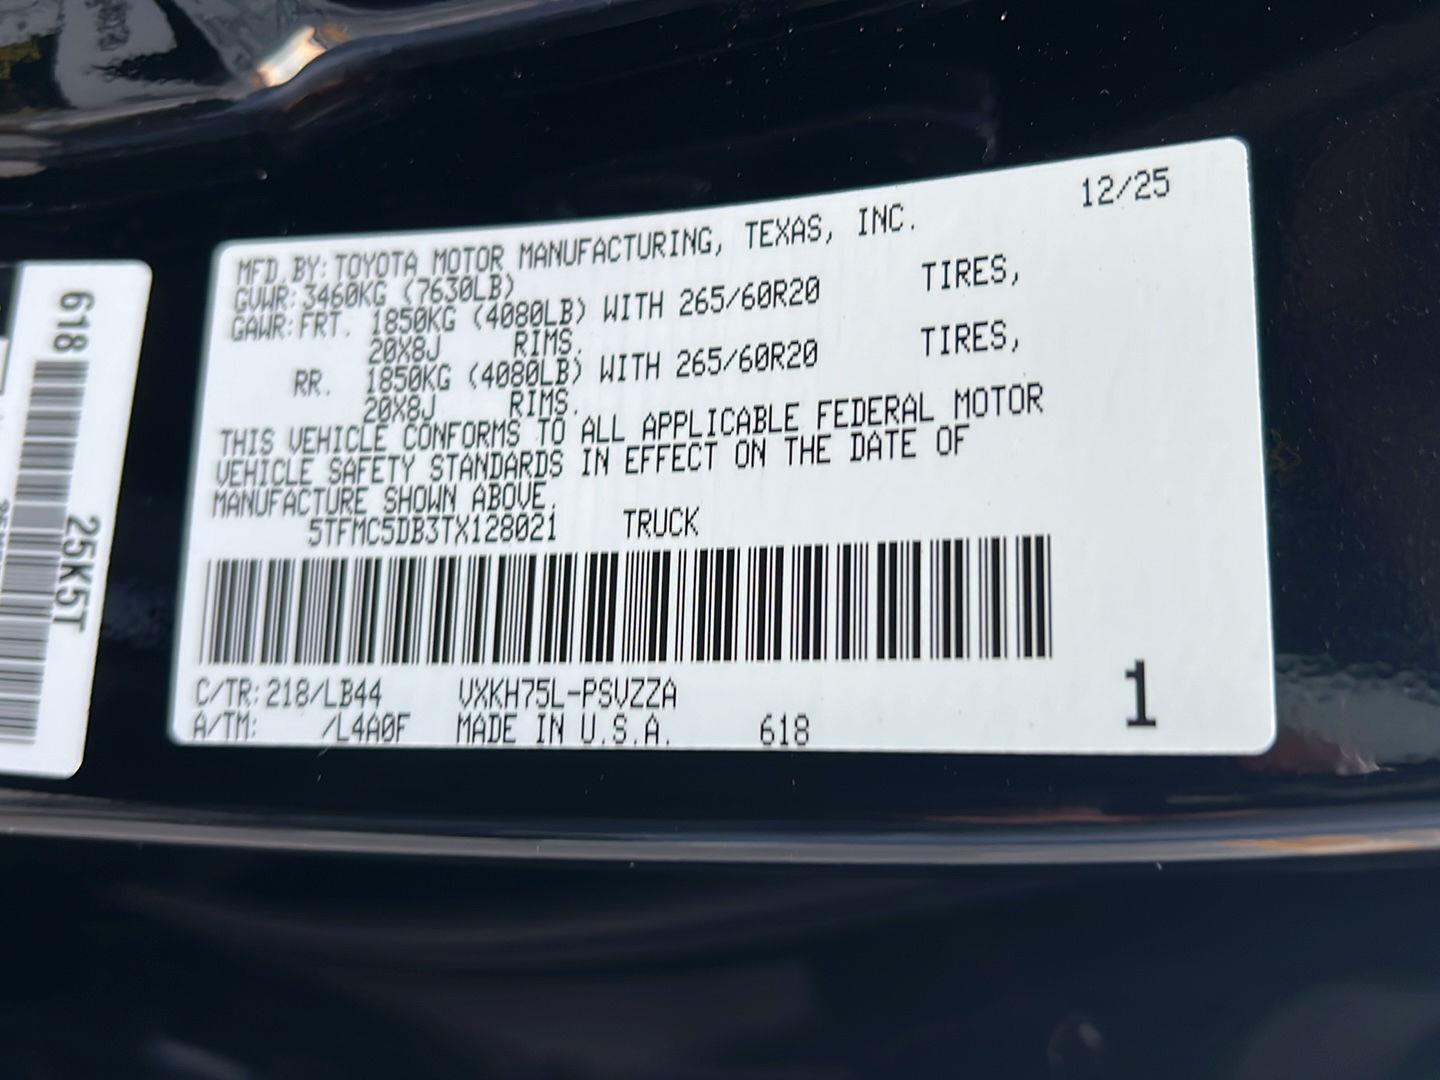 12/25
MFD.BY: TOYOTA MOTOR MANUFACTURING, TEXAS, INC.
GVWR: 3460KG (7630LB)
GAWR: FRT. 1850KG (4080LB) WITH 265/60R20 TIRES,
20X8J RIMS.
RR. 1850KG (4080LB) WITH 265/60R20 TIRES,
20X8J RIMS.
THIS VEHICLE CONFORMS TO ALL APPLICABLE FEDERAL MOTOR
VEHICLE SAFETY STANDARDS IN EFFECT ON THE DATE OF
MANUFACTURE SHOWN ABOVE.
5TFMC5DB3TX128021 TRUCK
C/TR: 218/LB44 VXKH75L-PSVZZA
A/TM: /L4A0F MADE IN U.S.A. 618
1
618
25K5T